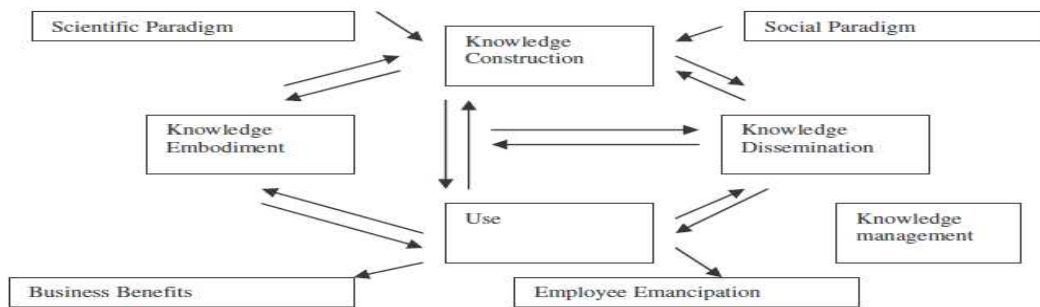 Scientific Paradigm
Knowledge
Construction
Social Paradigm
Knowledge
Embodiment
Knowledge
Dissemination
Use
Knowledge
management
Business Benefits
Employee Emancipation